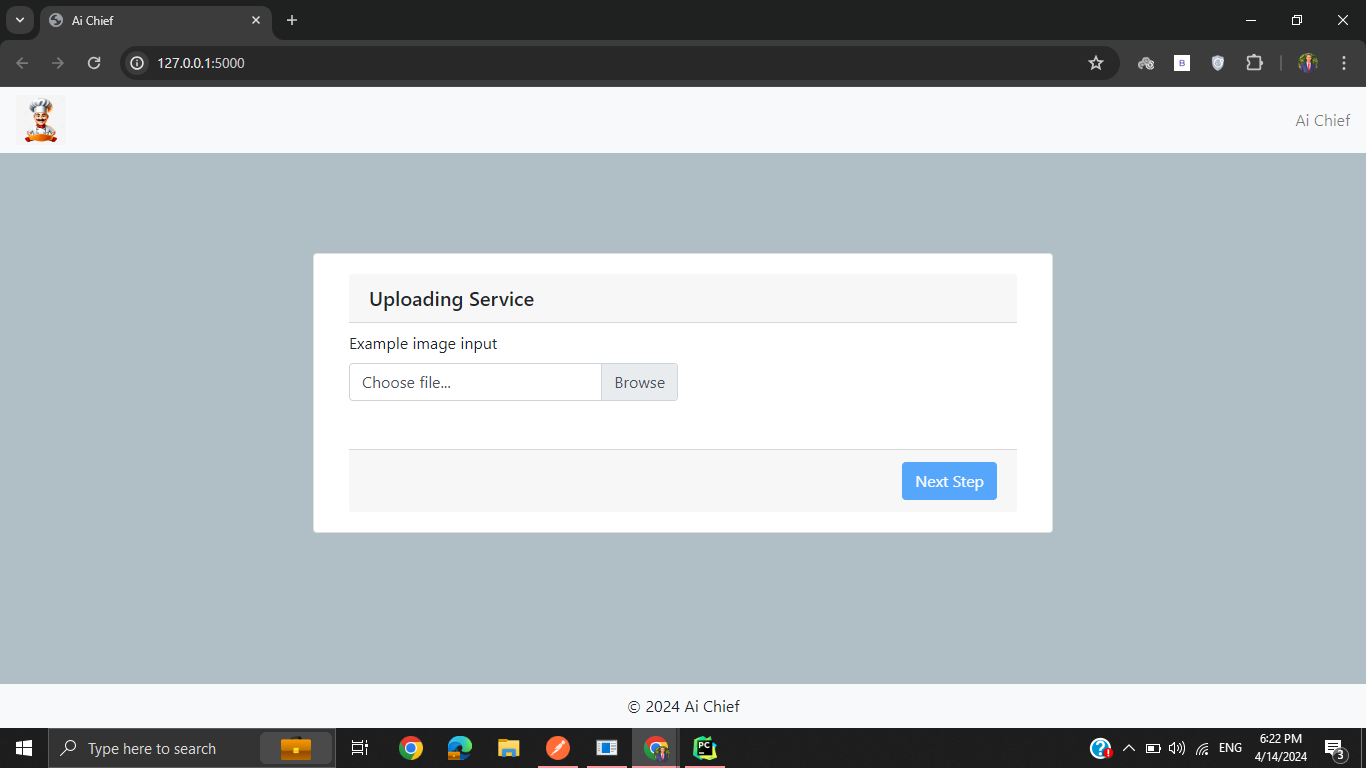 Ai Chief
127.0.0.1:5000
B
Ai Chief
Uploading Service
Example image input
Choose file...
Browse
Next Step
© 2024 Ai Chief
Type here to search
PC
ENG
6:22 PM
4/14/2024
3